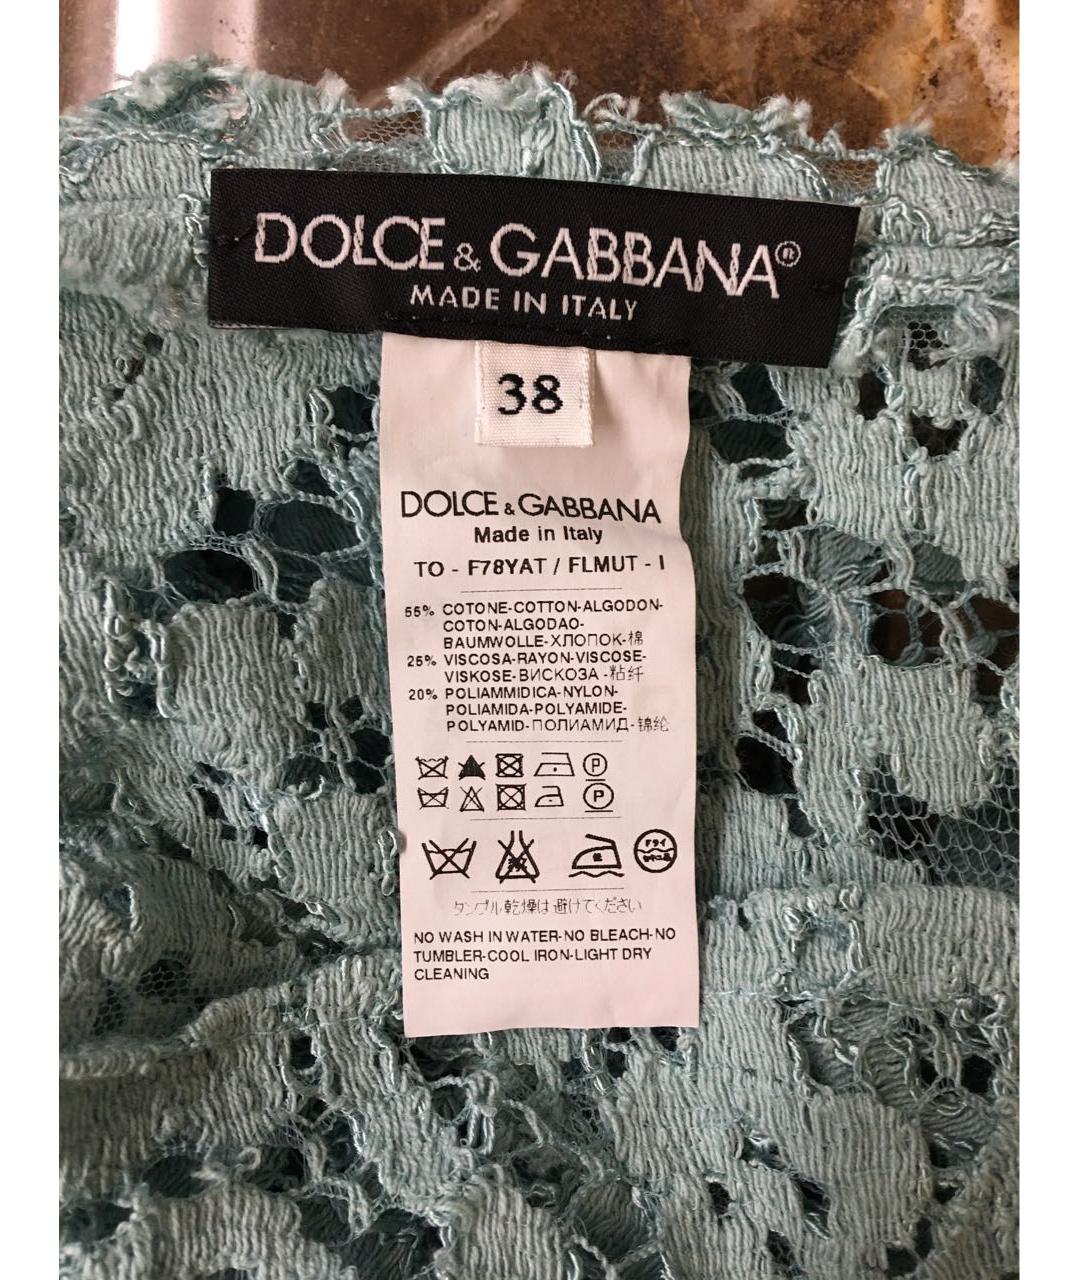 DOLCE & GABBANA®
MADE IN ITALY
38
DOLCE & GABBANA
Made in Italy
TO - F78YAT / FLMUT - I
55% COTONE-COTTON-ALGODON-
COTON-ALGODAO-
BAUMWOLLE-ХЛОПОК-棉
25% VISCOSA-RAYON-VISCOSE-
VISKOSE-ВИСКОЗА -粘纤
20% POLIAMMIDICA-NYLON-
POLIAMIDA-POLYAMIDE-
POLYAMID-ПОЛИАМИД-锦纶
P
P
タンブル乾燥は避けてください
NO WASH IN WATER-NO BLEACH-NO
TUMBLER-COOL IRON-LIGHT DRY
CLEANING